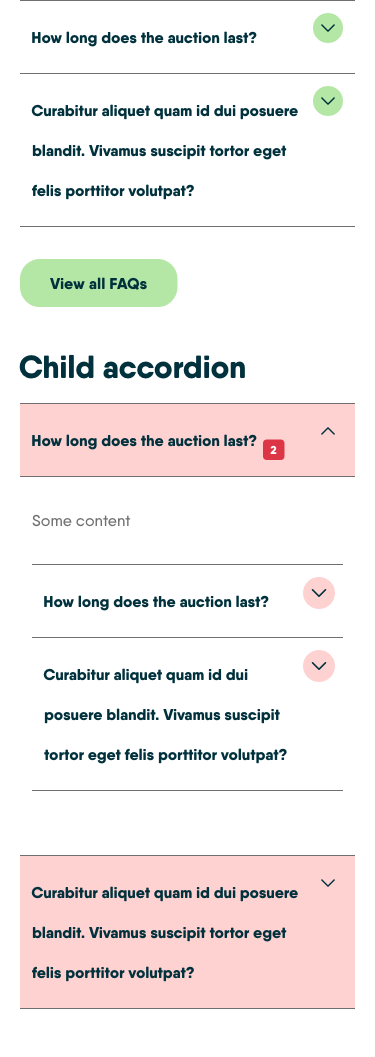 How long does the auction last?
Curabitur aliquet quam id dui posuere
blandit. Vivamus suscipit tortor eget
felis porttitor volutpat?
View all FAQs
Child accordion
How long does the auction last? 2
Some content
How long does the auction last?
Curabitur aliquet quam id dui
posuere blandit. Vivamus suscipit
tortor eget felis porttitor volutpat?
Curabitur aliquet quam id dui posuere
blandit. Vivamus suscipit tortor eget
felis porttitor volutpat?